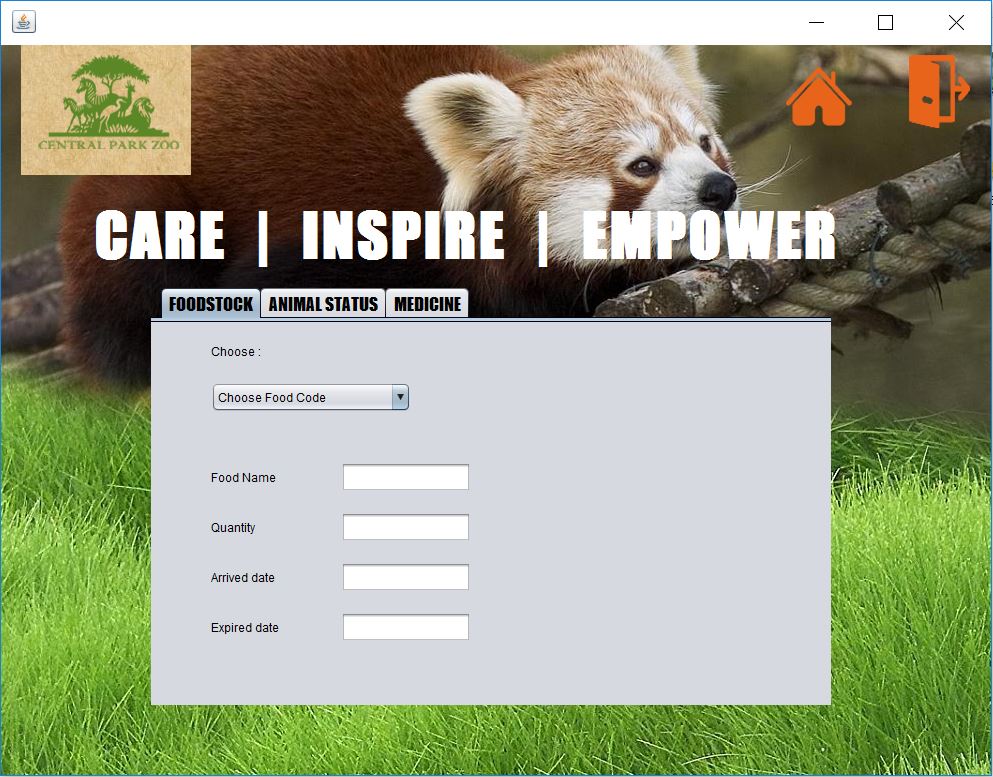 CENTRAL PARK ZOO
CARE | INSPIRE | EMPOWER
FOODSTOCK ANIMAL STATUS MEDICINE
Choose :
Choose Food Code
Food Name
Quantity
Arrived date
Expired date